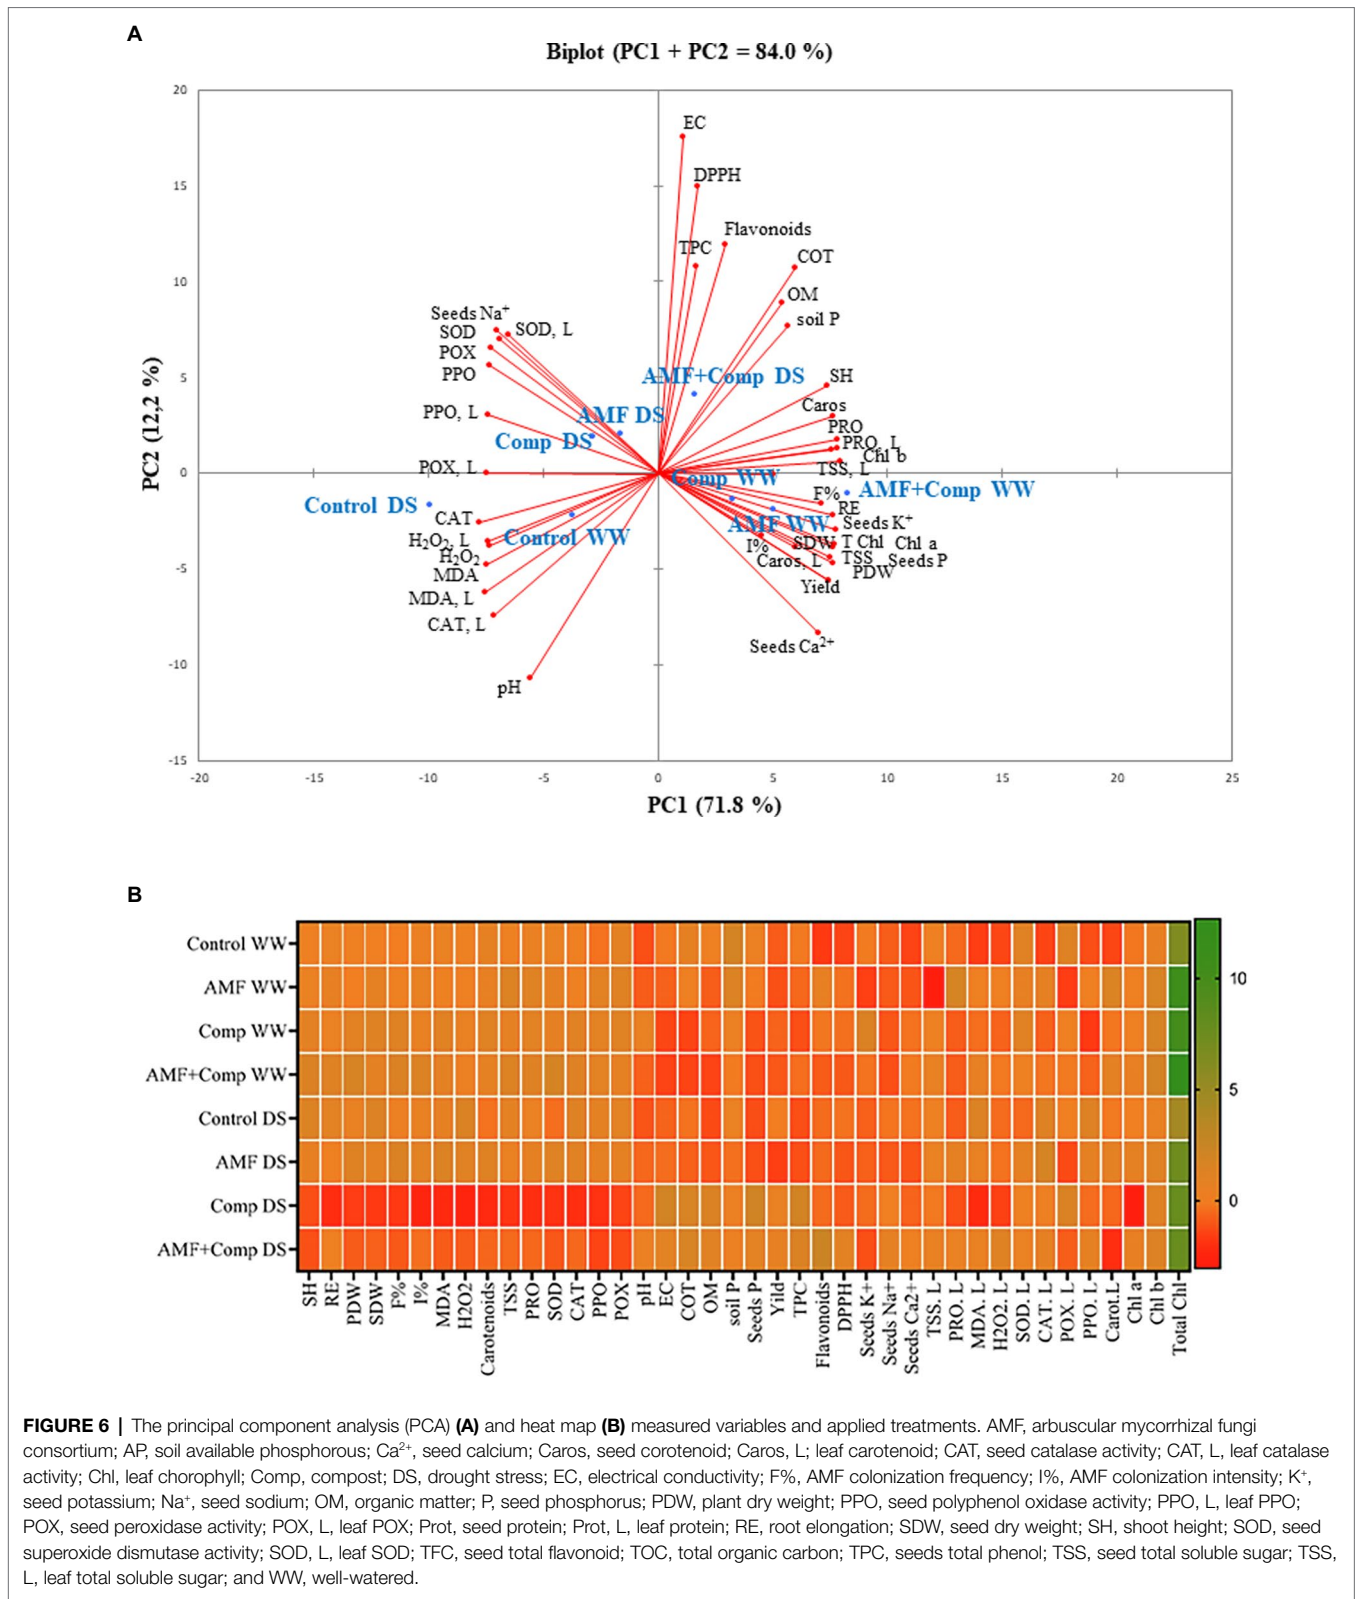 A
Biplot (PC1 + PC2 = 84.0 %)
20
15
10
5
0
-5
-10
-15
PC2 (12,2 %)
EC
DPPH
Flavonoids
TPC
COT
OM
soil P
Seeds Na⁺
SOD
SOD, L
POX
PPO
PPO, L
POX, L
AMF+Comp DS
AMF DS
Comp DS
SH
Caros
PRO
PRO, L
Chl b
TSS, L
Comp WW
AMF+Comp WW
Control DS
CAT
H₂O₂, L
H₂O₂
MDA
MDA, L
CAT, L
pH
Control WW
F%
RE
AMF WW
Seeds K⁺
I%
SDW
T Chl
Chl a
Caros, L
TSS
Seeds P
PDW
Yield
Seeds Ca²⁺
-20
-15
-10
-5
0
5
10
15
20
25
PC1 (71.8 %)
B
Control WW
AMF WW
Comp WW
AMF+Comp WW
Control DS
AMF DS
Comp DS
AMF+Comp DS
10
5
0
SH
RE
PDW
SDW
F%
I%
MDA
H2O2
Carotenoids
TSS
PRO
SOD
CAT
PPO
POX
pH
EC
COT
OM
soil P
Seeds P
Yild
TPC
Flavonoids
DPPH
Seeds K+
Seeds Na+
Seeds Ca2+
TSS. L
PRO. L
MDA. L
H2O2. L
SOD. L
CAT. L
POX. L
PPO. L
Carot.L
Chl a
Chl b
Total Chl
FIGURE 6 | The principal component analysis (PCA) (A) and heat map (B) measured variables and applied treatments. AMF, arbuscular mycorrhizal fungi
consortium; AP, soil available phosphorous; Ca²⁺, seed calcium; Caros, seed corotenoid; Caros, L; leaf carotenoid; CAT, seed catalase activity; CAT, L, leaf catalase
activity; Chl, leaf chorophyll; Comp, compost; DS, drought stress; EC, electrical conductivity; F%, AMF colonization frequency; I%, AMF colonization intensity; K⁺,
seed potassium; Na⁺, seed sodium; OM, organic matter; P, seed phosphorus; PDW, plant dry weight; PPO, seed polyphenol oxidase activity; PPO, L, leaf PPO;
POX, seed peroxidase activity; POX, L, leaf POX; Prot, seed protein; Prot, L, leaf protein; RE, root elongation; SDW, seed dry weight; SH, shoot height; SOD, seed
superoxide dismutase activity; SOD, L, leaf SOD; TFC, seed total flavonoid; TOC, total organic carbon; TPC, seeds total phenol; TSS, seed total soluble sugar; TSS,
L, leaf total soluble sugar; and WW, well-watered.